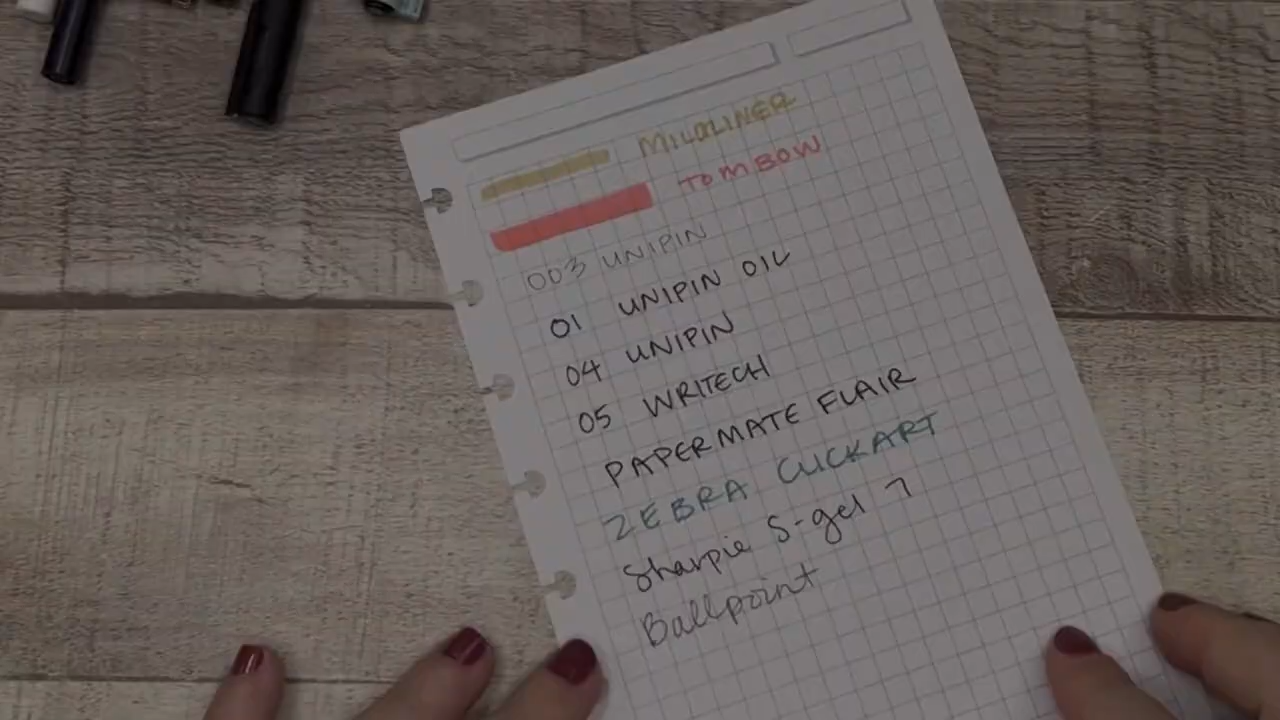 MILDLINER
TOMBOW
003 UNIPIN
01 UNIPIN OIL
04 UNIPIN
05 WRITECH
PAPERMATE FLAIR
ZEBRA CLICKART
Sharpie S-gel 7
Ballpoint